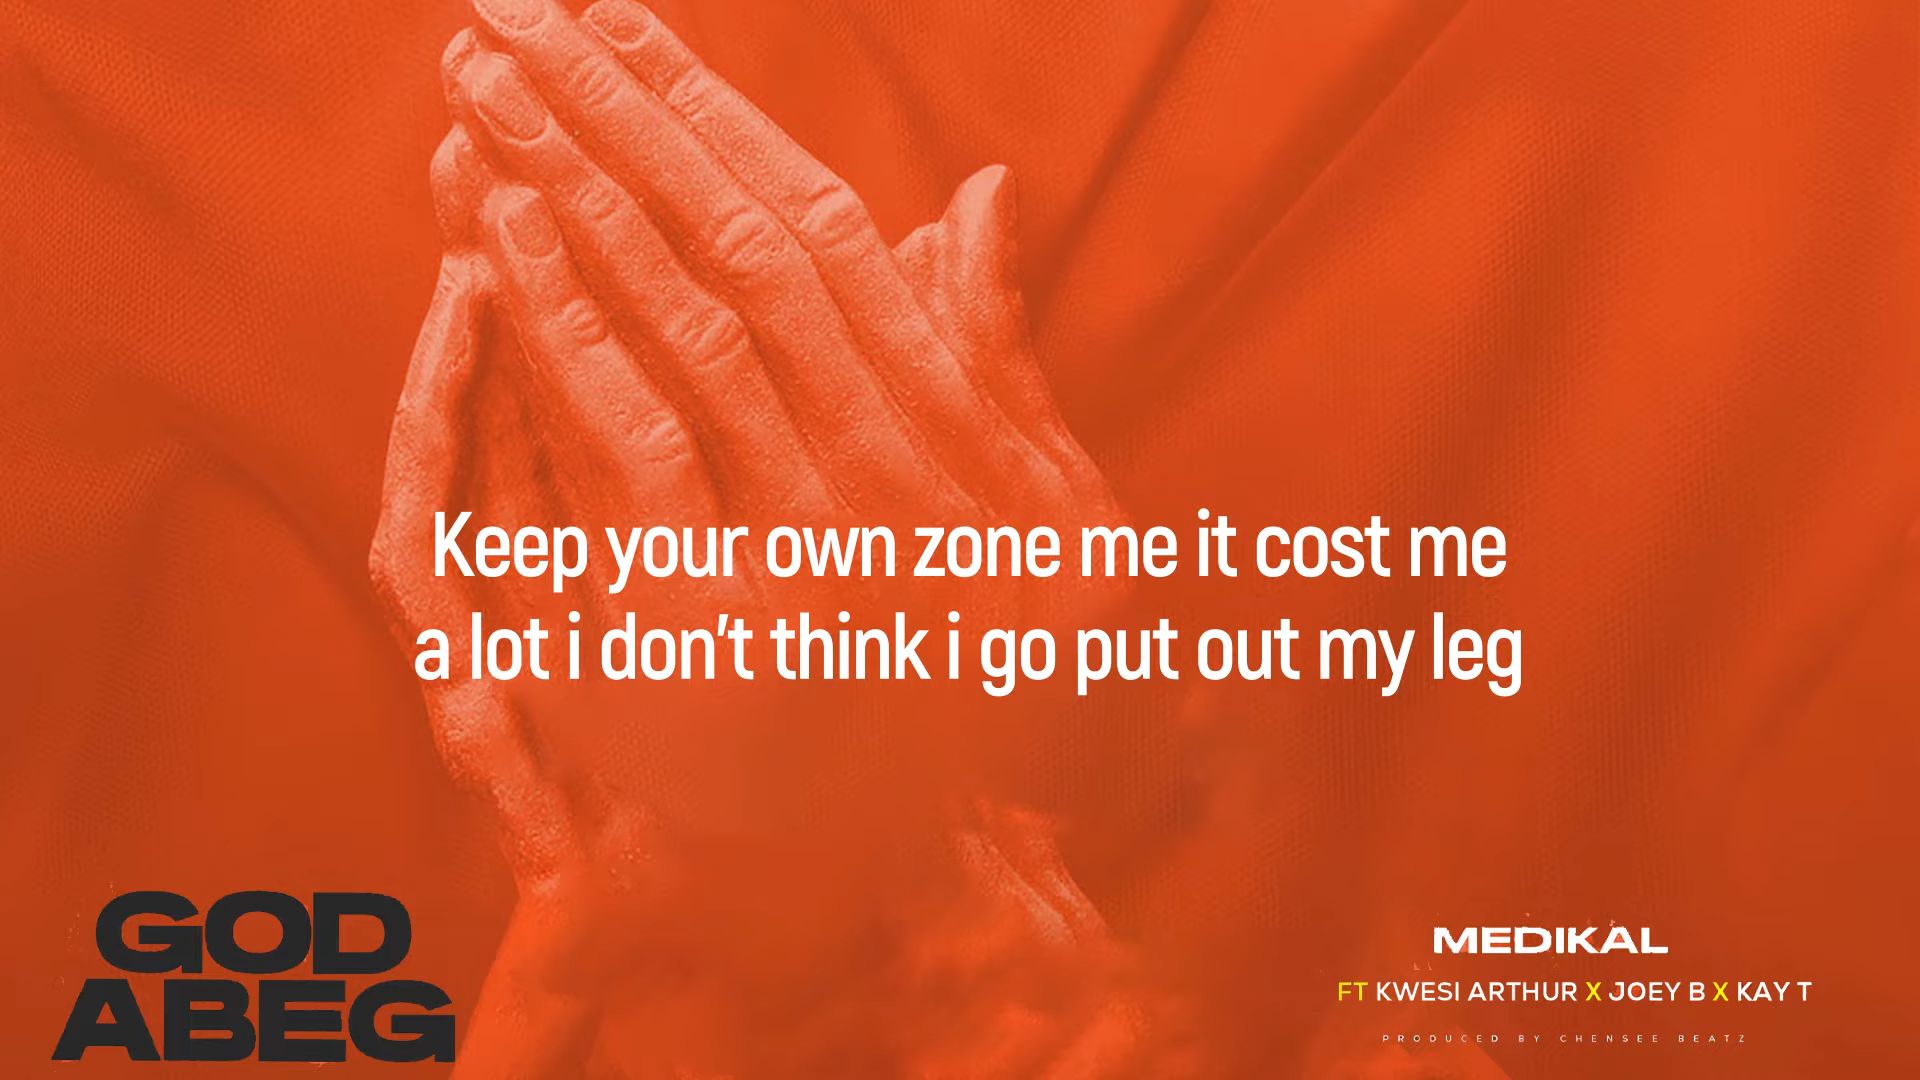 Keep your own zone me it cost me
a lot i don't think i go put out my leg
GOD
ABEG
MEDIKAL
FT KWESI ARTHUR X JOEY B X KAY T
PRODUCED BY CHENSEE BEATZ